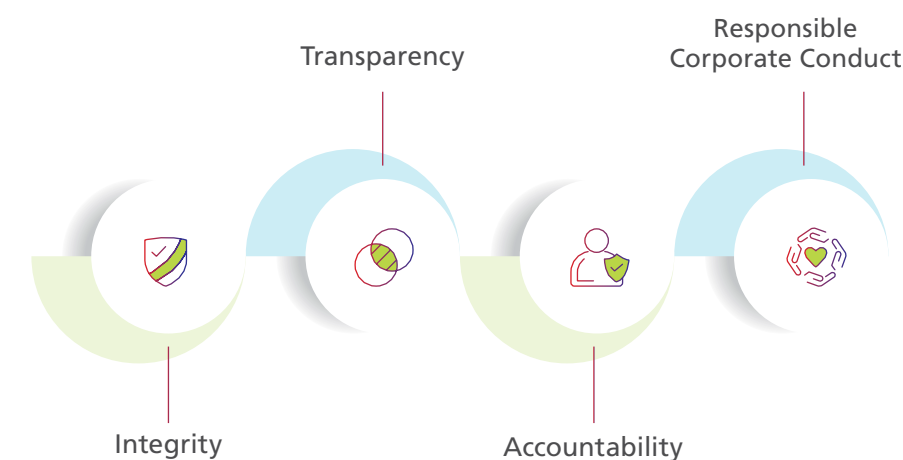 Responsible
Corporate Conduct
Transparency
Integrity
Accountability